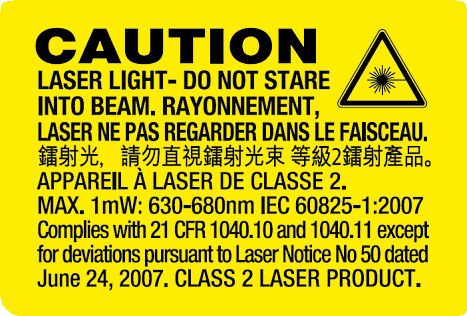 CAUTION
LASER LIGHT- DO NOT STARE
INTO BEAM. RAYONNEMENT,
LASER NE PAS REGARDER DANS LE FAISCEAU.
鐳射光，請勿直視鐳射光束 等級2鐳射產品。
APPAREIL À LASER DE CLASSE 2.
MAX. 1mW: 630-680nm IEC 60825-1:2007
Complies with 21 CFR 1040.10 and 1040.11 except
for deviations pursuant to Laser Notice No 50 dated
June 24, 2007. CLASS 2 LASER PRODUCT.